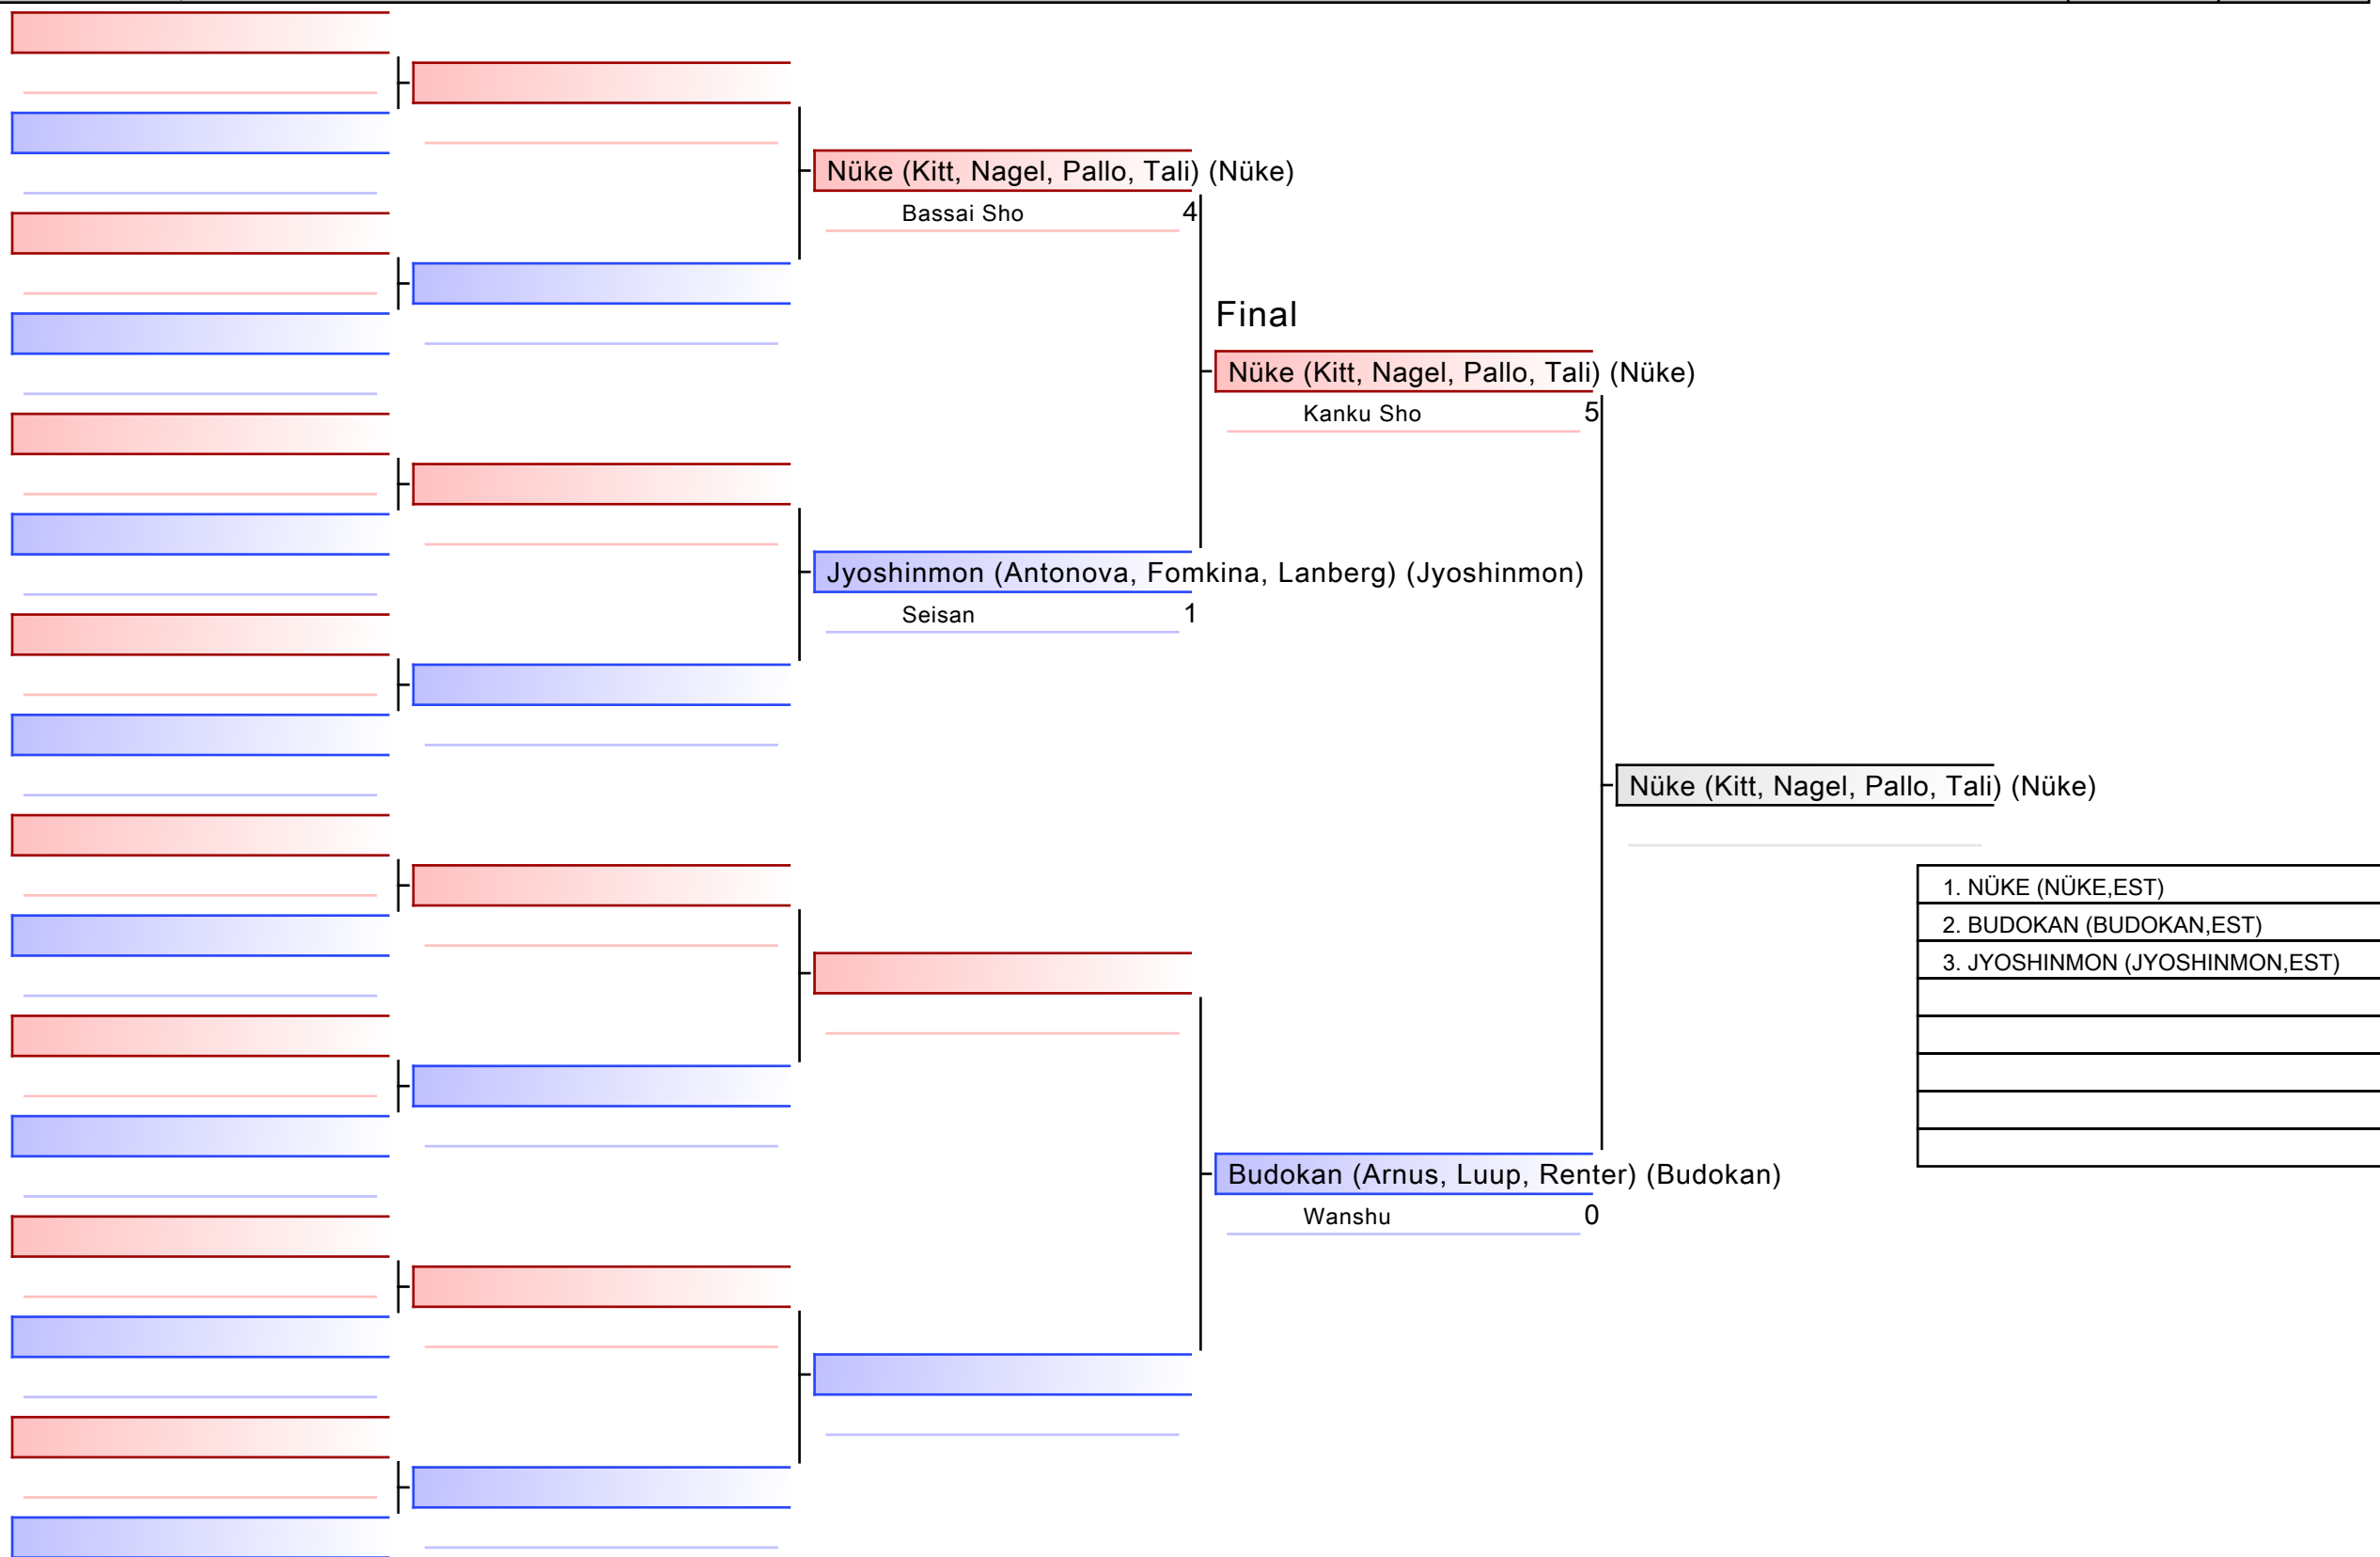 Nüke (Kitt, Nagel, Pallo, Tali) (Nüke)
Bassai Sho 4
Final
Nüke (Kitt, Nagel, Pallo, Tali) (Nüke)
Kanku Sho 5
Jyoshinmon (Antonova, Fomkina, Lanberg) (Jyoshinmon)
Seisan 1
Nüke (Kitt, Nagel, Pallo, Tali) (Nüke)
1. NÜKE (NÜKE,EST)
2. BUDOKAN (BUDOKAN,EST)
3. JYOSHINMON (JYOSHINMON,EST)
Budokan (Arnus, Luup, Renter) (Budokan)
Wanshu 0